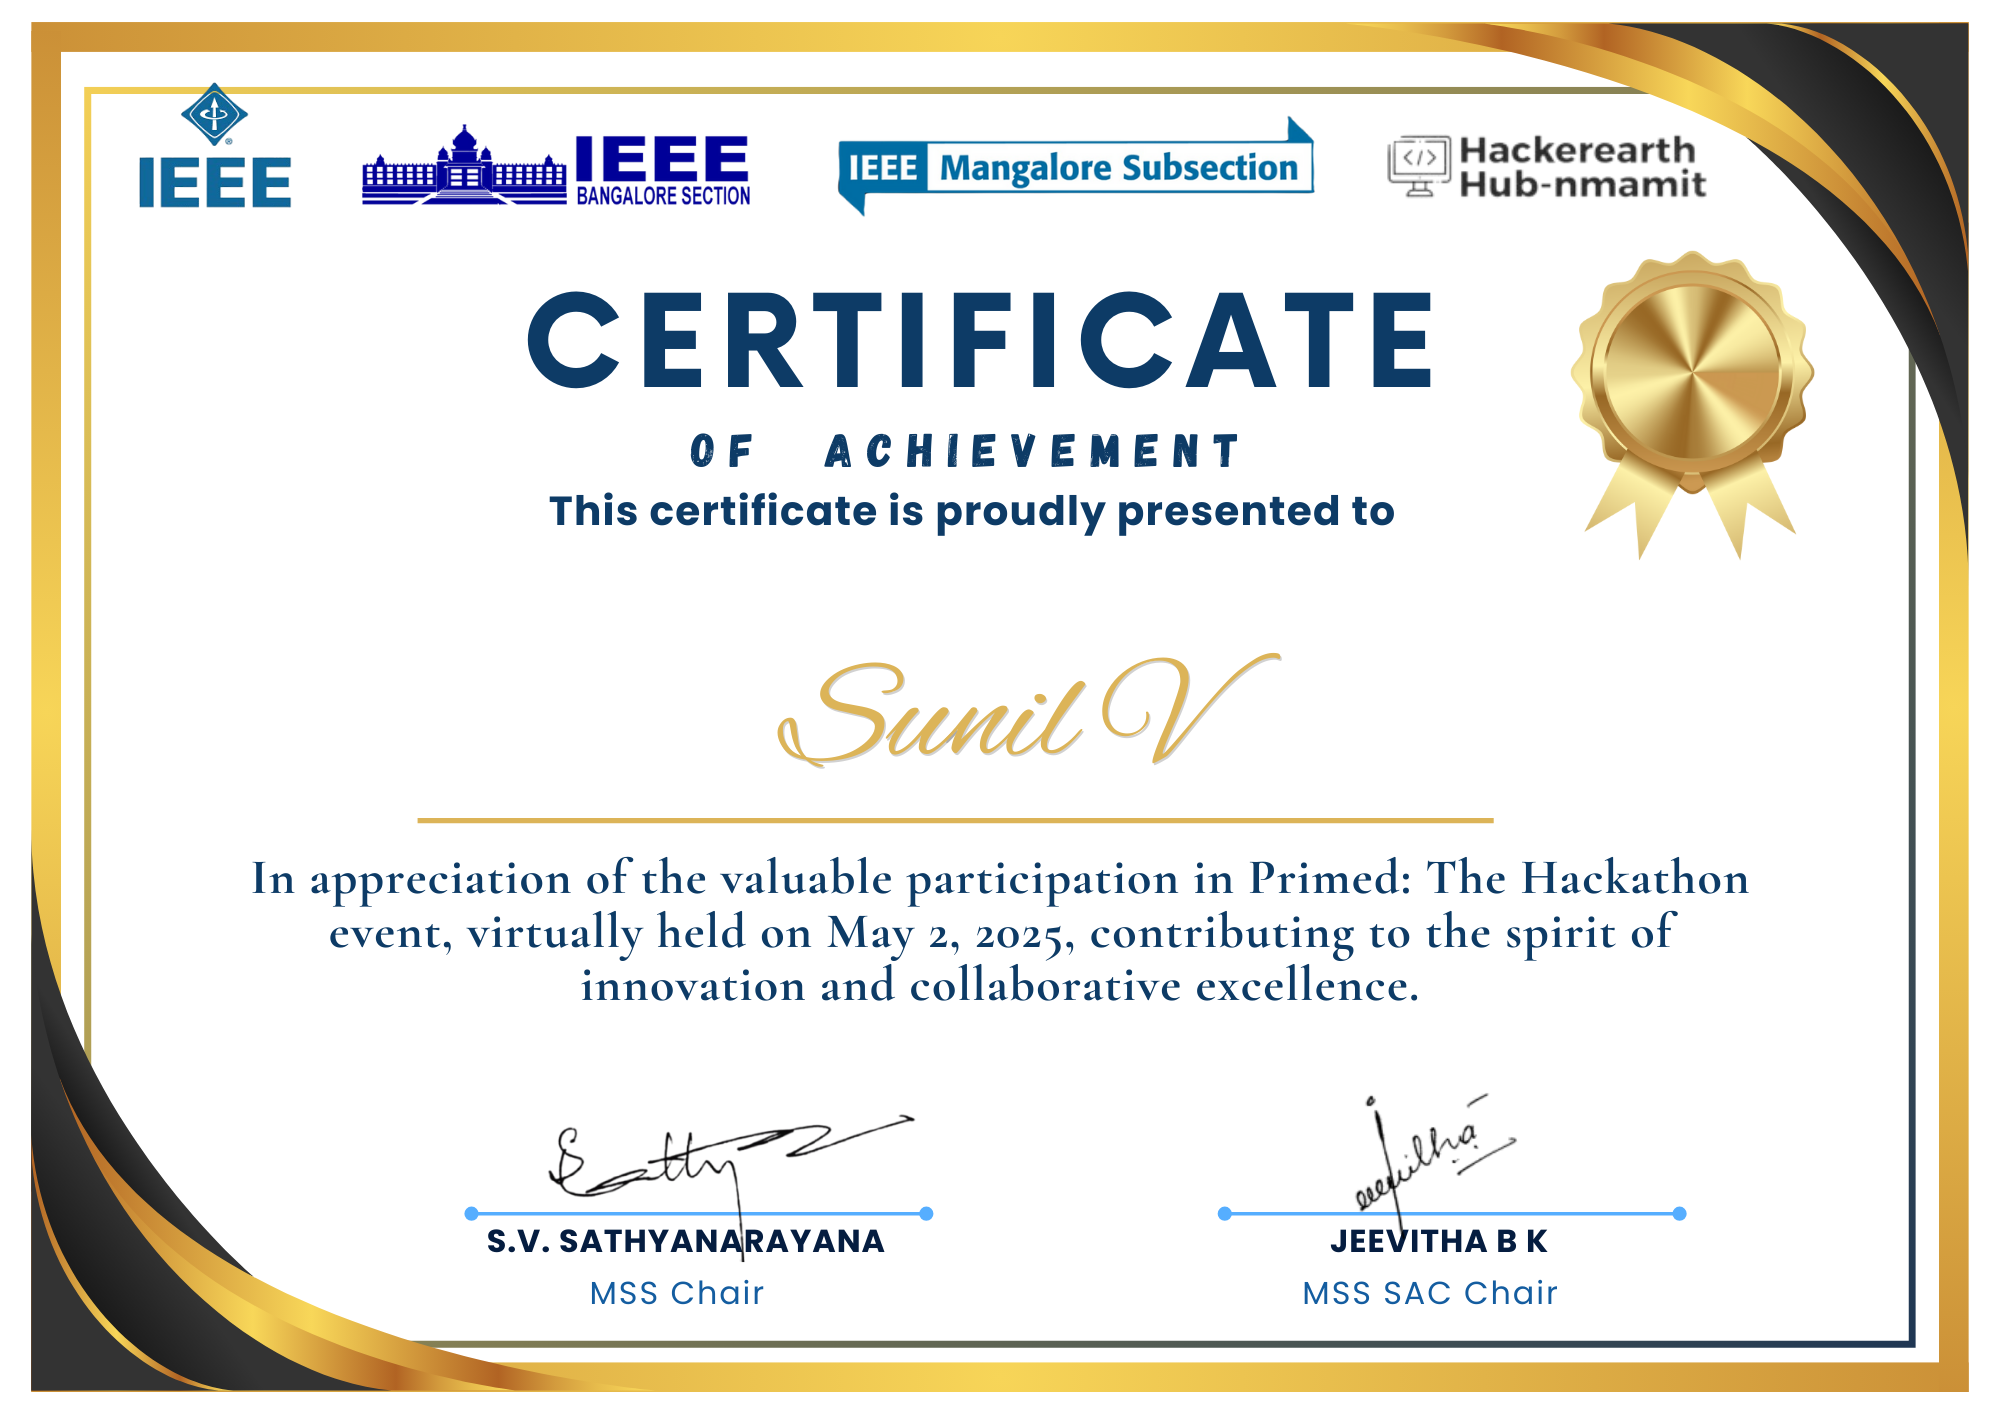 IEEE
IEEE
BANGALORE SECTION
IEEE Mangalore Subsection
Hackerearth
Hub-nmamit
CERTIFICATE
OF ACHIEVEMENT
This certificate is proudly presented to
Sunil V
In appreciation of the valuable participation in Primed: The Hackathon
event, virtually held on May 2, 2025, contributing to the spirit of
innovation and collaborative excellence.
S.V. SATHYANARAYANA
MSS Chair
JEEVITHA B K
MSS SAC Chair